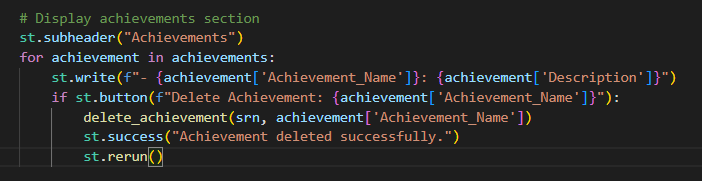 # Display achievements section
st.subheader("Achievements")
for achievement in achievements:
    st.write(f"- {achievement['Achievement_Name']}: {achievement['Description']}")
    if st.button(f"Delete Achievement: {achievement['Achievement_Name']}"):
        delete_achievement(srn, achievement['Achievement_Name'])
        st.success("Achievement deleted successfully.")
        st.rerun()